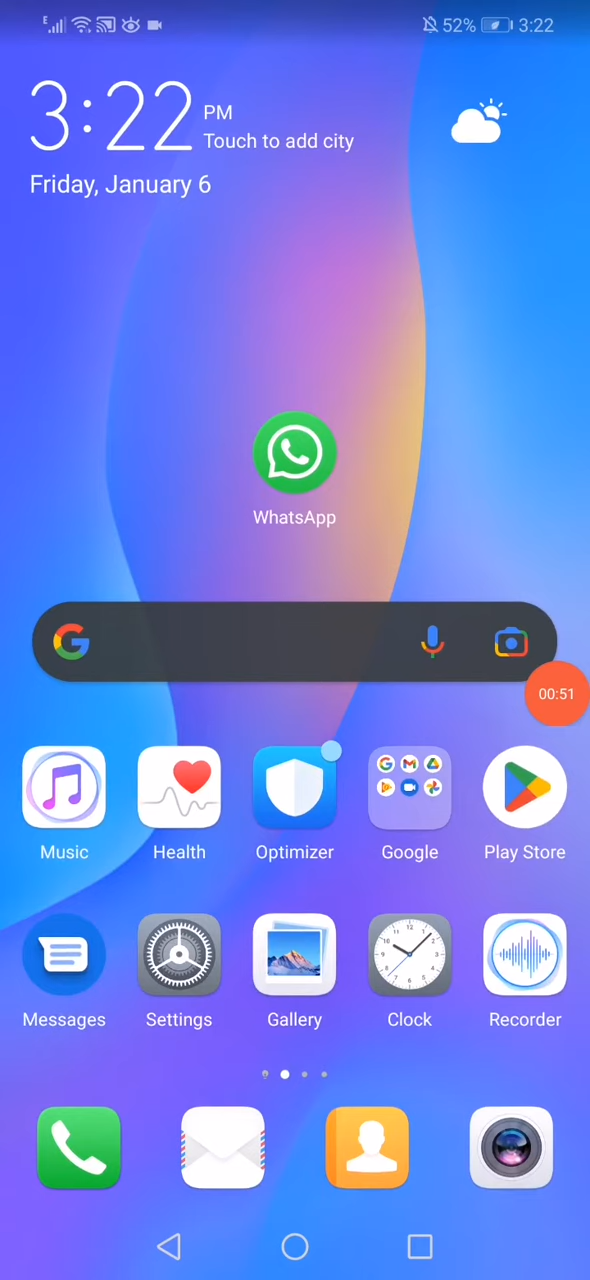 E 52% 3:22
3:22 PM
Touch to add city
Friday, January 6
WhatsApp
00:51
Music Health Optimizer Google Play Store
Messages Settings Gallery Clock Recorder